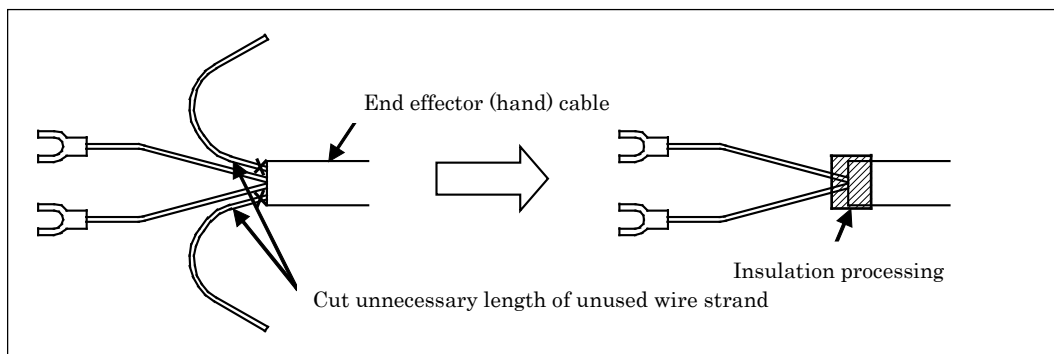 End effector (hand) cable
Insulation processing
Cut unnecessary length of unused wire strand